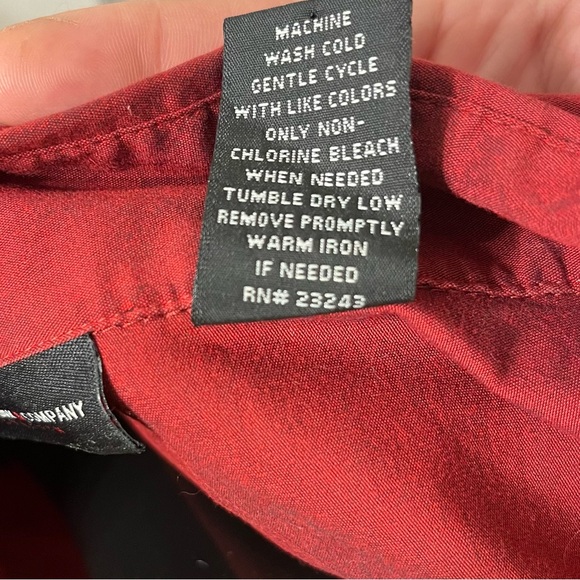 MACHINE
WASH COLD
GENTLE CYCLE
WITH LIKE COLORS
ONLY NON-
CHLORINE BLEACH
WHEN NEEDED
TUMBLE DRY LOW
REMOVE PROMPTLY
WARM IRON
IF NEEDED
RN# 23243
COMPANY